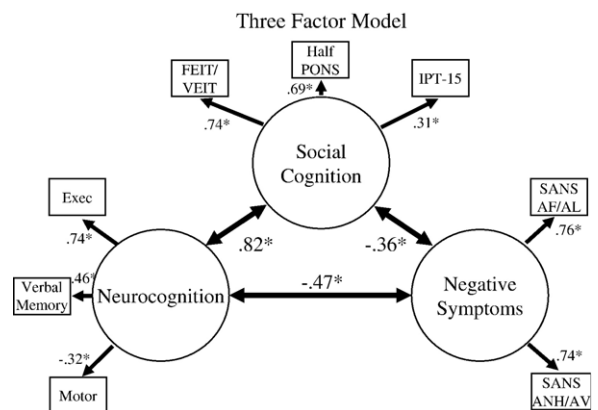 Three Factor Model
Half
PONS
FEIT/
VEIT
IPT-15
.69*
.74*
.31*
Social
Cognition
Exec
SANS
AF/AL
.74*
.82*
-.36*
.76*
.46*
Verbal
Memory
Neurocognition
-.47*
Negative
Symptoms
-.32*
.74*
Motor
SANS
ANH/AV